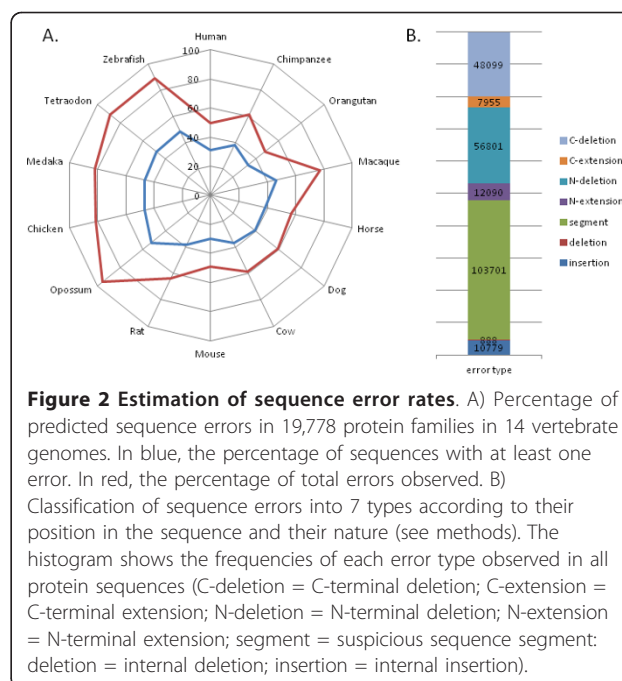 A.
B.
Human
Chimpanzee
Orangutan
Macaque
Horse
Dog
Cow
Mouse
Rat
Opossum
Chicken
Medaka
Tetraodon
Zebrafish
100
80
60
40
20
0
48099
7955
56801
12090
103701
10779
error type
C-deletion
C-extension
N-deletion
N-extension
segment
deletion
insertion
Figure 2 Estimation of sequence error rates. A) Percentage of
predicted sequence errors in 19,778 protein families in 14 vertebrate
genomes. In blue, the percentage of sequences with at least one
error. In red, the percentage of total errors observed. B)
Classification of sequence errors into 7 types according to their
position in the sequence and their nature (see methods). The
histogram shows the frequencies of each error type observed in all
protein sequences (C-deletion = C-terminal deletion; C-extension =
C-terminal extension; N-deletion = N-terminal deletion; N-extension
= N-terminal extension; segment = suspicious sequence segment:
deletion = internal deletion; insertion = internal insertion).